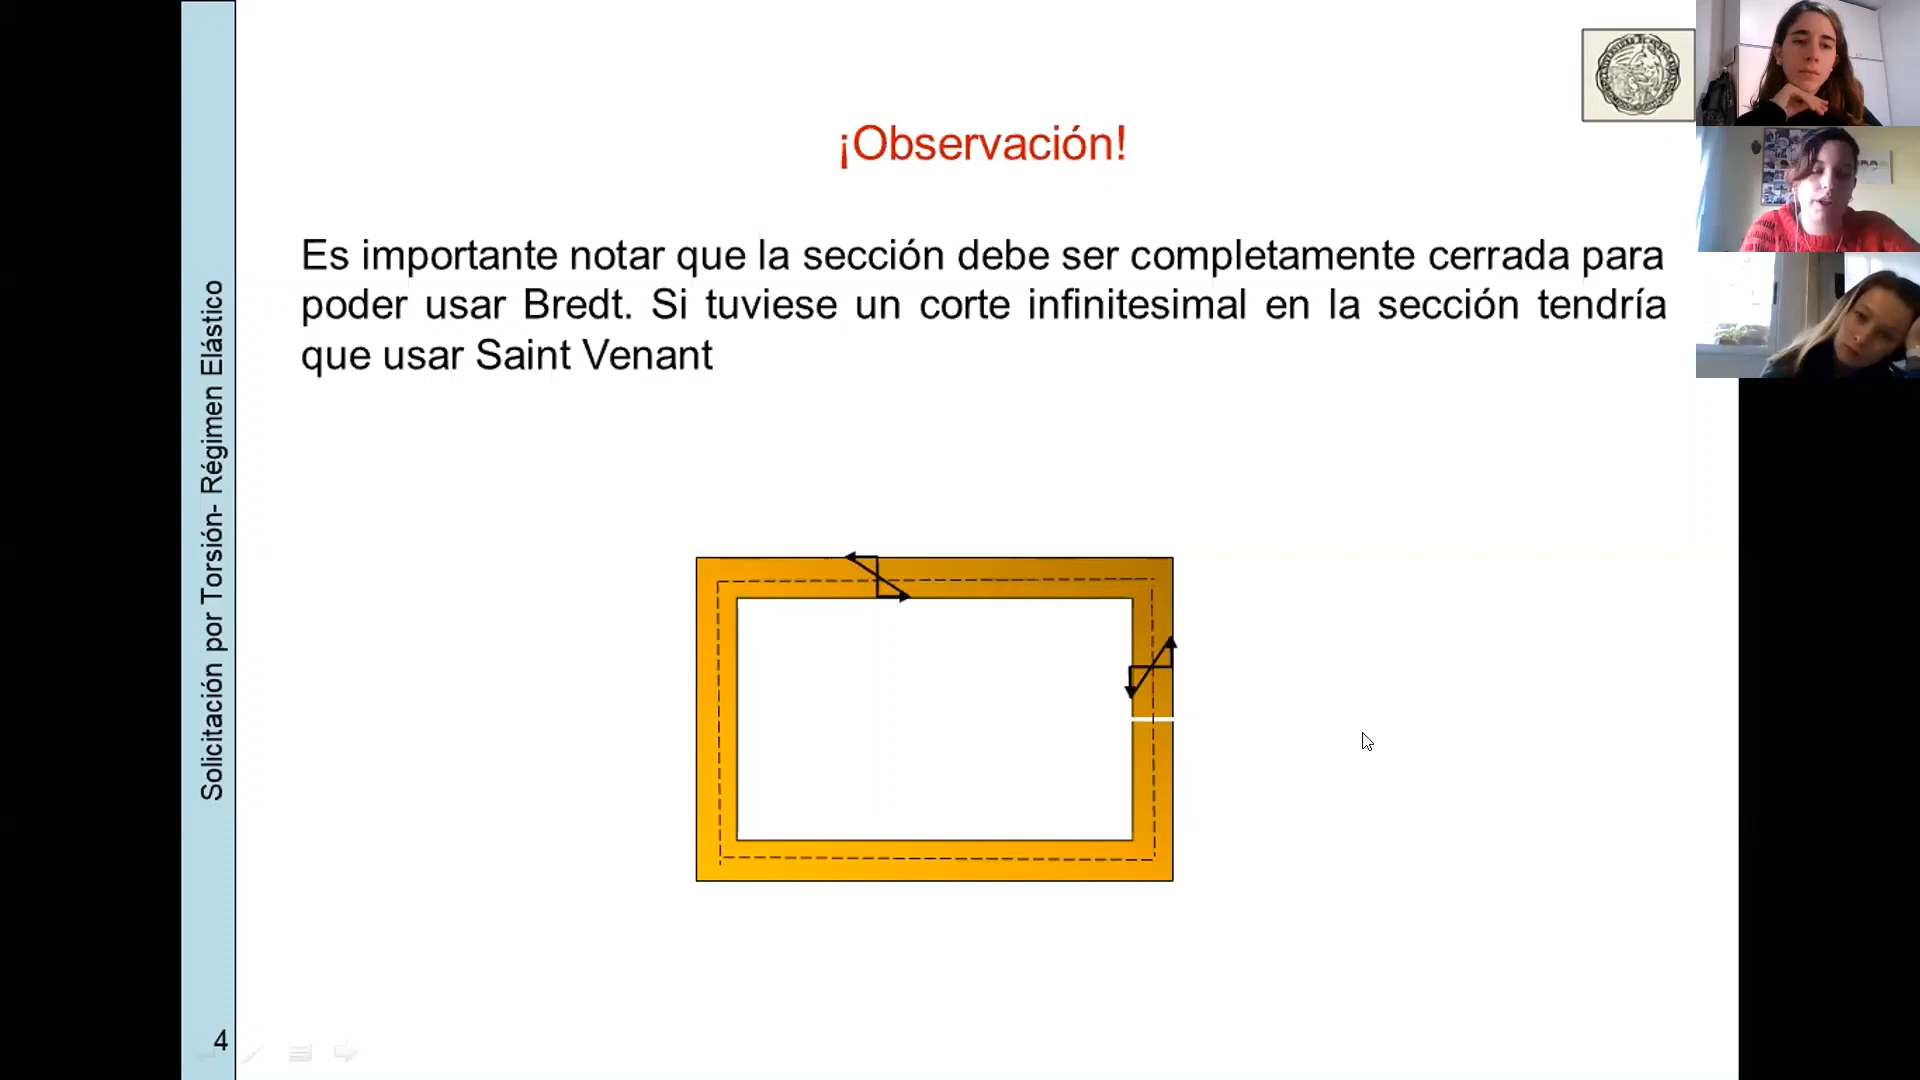 ¡Observación!
Es importante notar que la sección debe ser completamente cerrada para
poder usar Bredt. Si tuviese un corte infinitesimal en la sección tendría
que usar Saint Venant
Solicitación por Torsión- Régimen Elástico
4